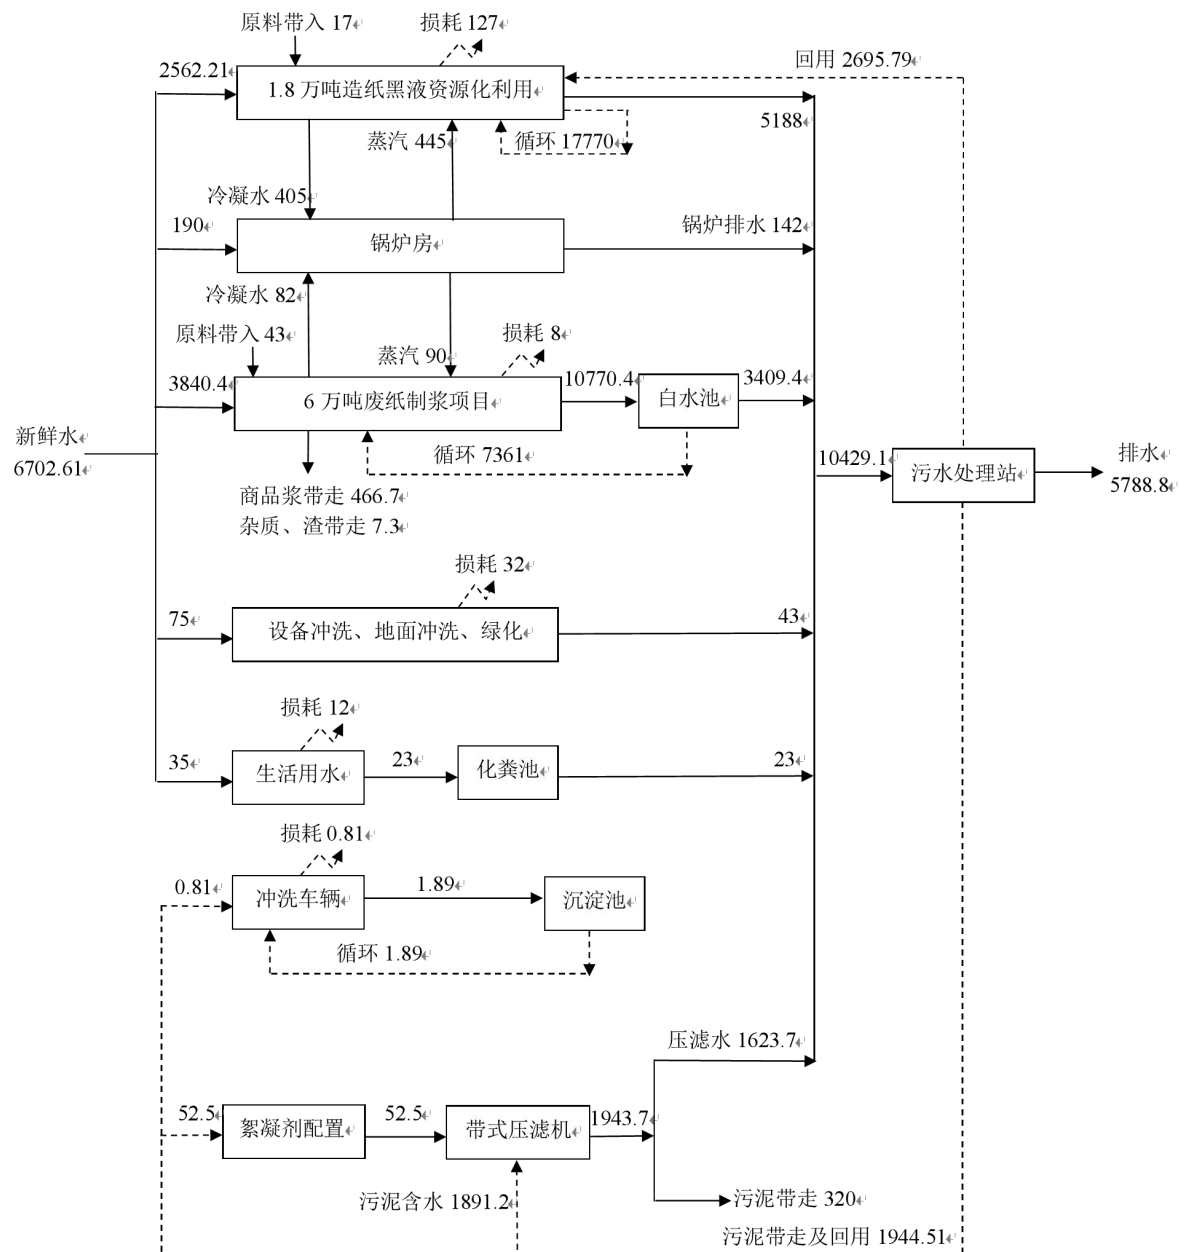 原料带入 17
损耗 127
2562.21
回用 2695.79
1.8 万吨造纸黑液资源化利用
5188
蒸汽 445
循环 17770
冷凝水 405
190
锅炉房
锅炉排水 142
冷凝水 82
原料带入 43
蒸汽 90
损耗 8
3840.4
6 万吨废纸制浆项目
10770.4
白水池
3409.4
循环 7361
新鲜水
6702.61
商品浆带走 466.7
杂质、渣带走 7.3
10429.1
污水处理站
排水
5788.8
损耗 32
75
设备冲洗、地面冲洗、绿化
43
损耗 12
35
生活用水
23
化粪池
23
损耗 0.81
0.81
冲洗车辆
1.89
沉淀池
循环 1.89
压滤水 1623.7
52.5
絮凝剂配置
52.5
带式压滤机
1943.7
污泥含水 1891.2
污泥带走 320
污泥带走及回用 1944.51